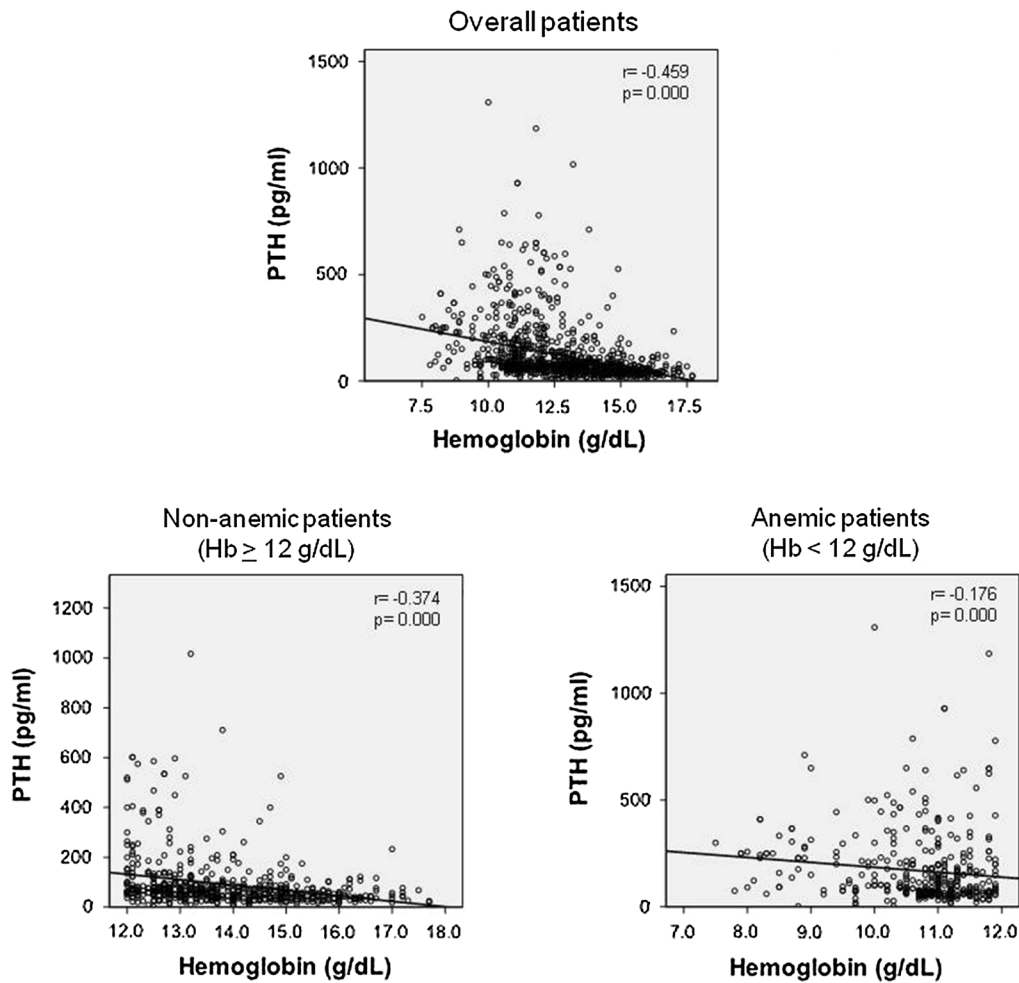 Overall patients
r= -0.459
p= 0.000
1500
1000
500
0
PTH (pg/ml)
7.5 10.0 12.5 15.0 17.5
Hemoglobin (g/dL)
Non-anemic patients
(Hb ≥ 12 g/dL)
r= -0.374
p= 0.000
1200
1000
800
600
400
200
0
PTH (pg/ml)
12.0 13.0 14.0 15.0 16.0 17.0 18.0
Hemoglobin (g/dL)
Anemic patients
(Hb < 12 g/dL)
r= -0.176
p= 0.000
1500
1000
500
0
PTH (pg/ml)
7.0 8.0 9.0 10.0 11.0 12.0
Hemoglobin (g/dL)